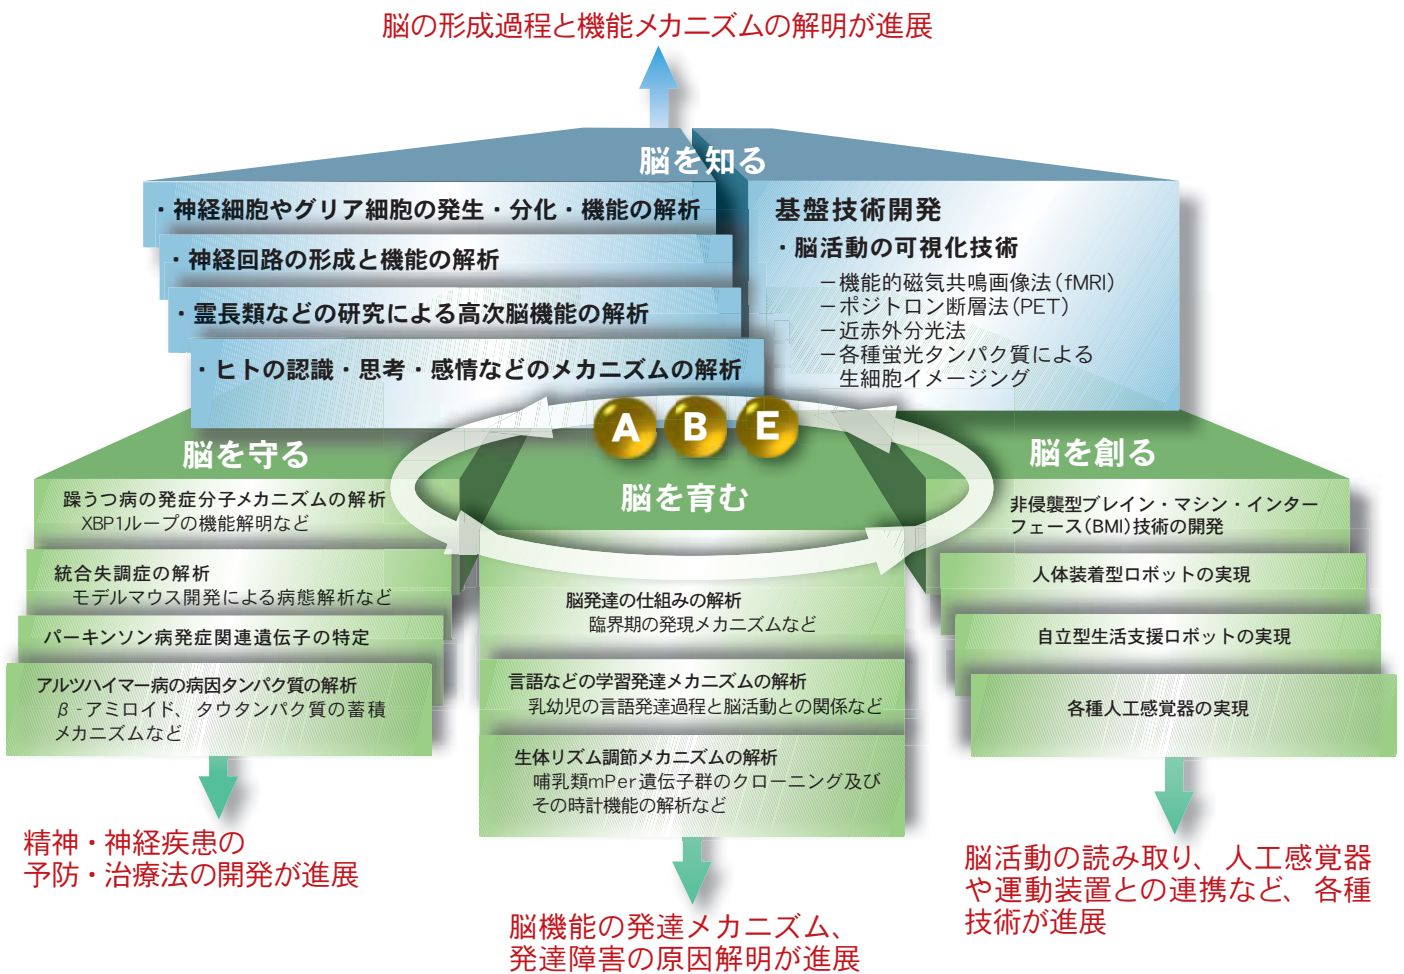 脳の形成過程と機能メカニズムの解明が進展
脳を知る
・神経細胞やグリア細胞の発生・分化・機能の解析
・神経回路の形成と機能の解析
・霊長類などの研究による高次脳機能の解析
・ヒトの認識・思考・感情などのメカニズムの解析
基盤技術開発
・脳活動の可視化技術
－機能的磁気共鳴画像法(fMRI)
－ポジトロン断層法(PET)
－近赤外分光法
－各種蛍光タンパク質による
生細胞イメージング
A B E
脳を守る
躁うつ病の発症分子メカニズムの解析
XBP1ループの機能解明など
統合失調症の解析
モデルマウス開発による病態解析など
パーキンソン病発症関連遺伝子の特定
アルツハイマー病の病因タンパク質の解析
β‐アミロイド、タウタンパク質の蓄積
メカニズムなど
精神・神経疾患の
予防・治療法の開発が進展
脳を育む
脳発達の仕組みの解析
臨界期の発現メカニズムなど
言語などの学習発達メカニズムの解析
乳幼児の言語発達過程と脳活動との関係など
生体リズム調節メカニズムの解析
哺乳類mPer遺伝子群のクローニング及び
その時計機能の解析など
脳機能の発達メカニズム、
発達障害の原因解明が進展
脳を創る
非侵襲型ブレイン・マシン・インター
フェース(BMI)技術の開発
人体装着型ロボットの実現
自立型生活支援ロボットの実現
各種人工感覚器の実現
脳活動の読み取り、人工感覚器
や運動装置との連携など、各種
技術が進展